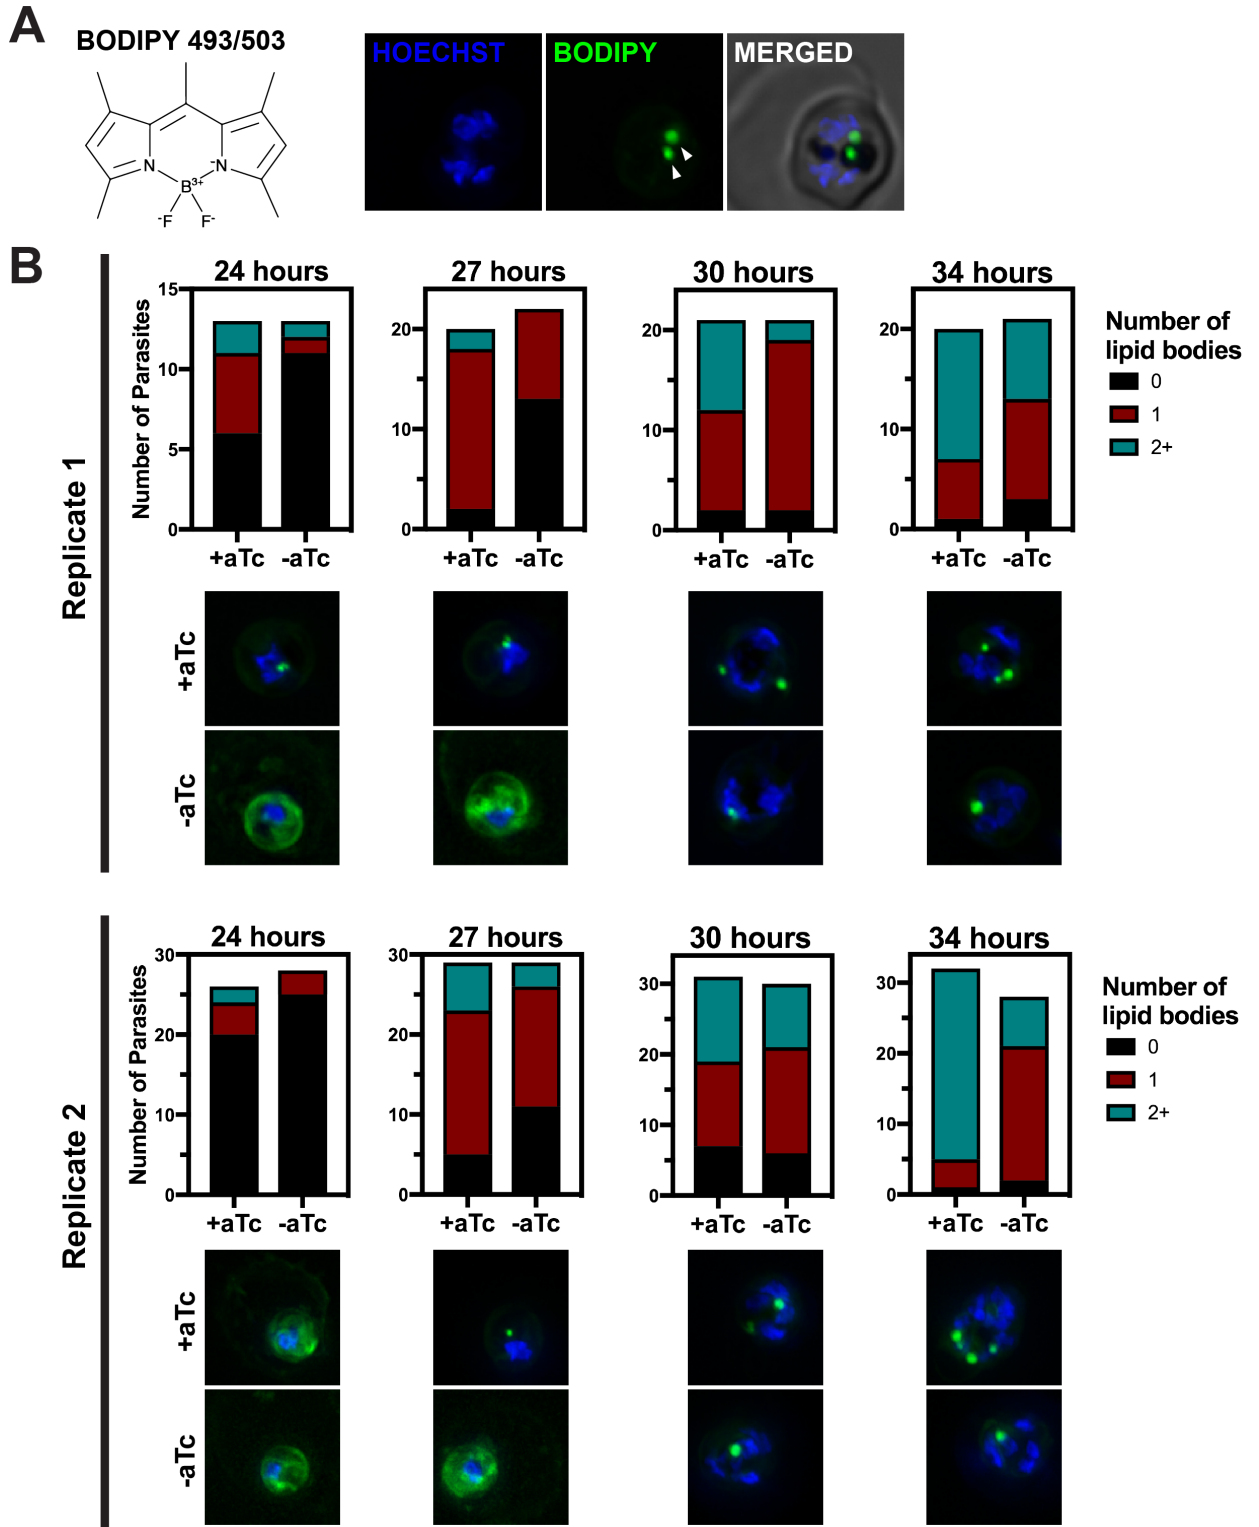 A
BODIPY 493/503
N
-N
B3+
-F
F-
HOECHST
BODIPY
MERGED
B
Replicate 1
24 hours
27 hours
30 hours
34 hours
Number of Parasites
15
10
5
0
20
10
0
20
10
0
20
10
0
+aTc -aTc
+aTc -aTc
+aTc -aTc
+aTc -aTc
Number of
lipid bodies
0
1
2+
+aTc
-aTc
Replicate 2
24 hours
27 hours
30 hours
34 hours
Number of Parasites
30
20
10
0
30
20
10
0
30
20
10
0
30
20
10
0
+aTc -aTc
+aTc -aTc
+aTc -aTc
+aTc -aTc
Number of
lipid bodies
0
1
2+
+aTc
-aTc